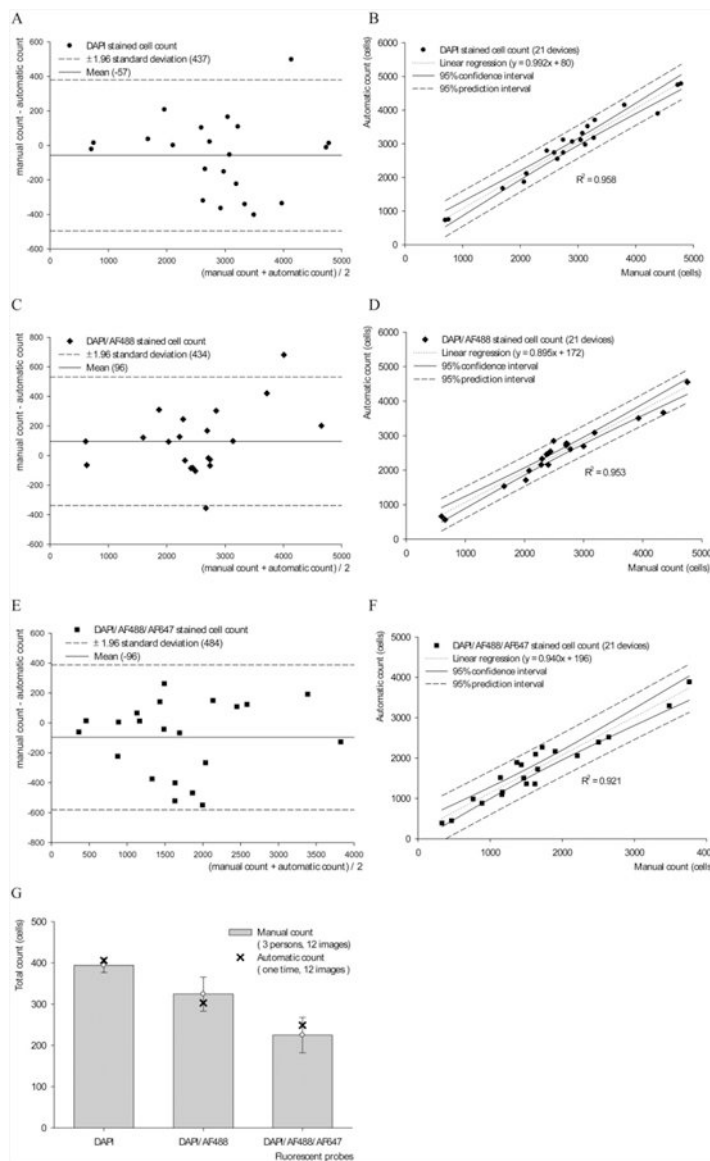 A
600
400
200
0
-200
-400
-600
manual count - automatic count
DAPI stained cell count
±1.96 standard deviation (437)
Mean (-57)
0 1000 2000 3000 4000 5000
(manual count + automatic count) / 2
B
6000
5000
4000
3000
2000
1000
0
Automatic count (cells)
DAPI stained cell count (21 devices)
Linear regression (y = 0.992x + 80)
95% confidence interval
95% prediction interval
R² = 0.958
0 1000 2000 3000 4000 5000
Manual count (cells)
C
800
600
400
200
0
-200
-400
-600
manual count - automatic count
DAPI/AF488 stained cell count
±1.96 standard deviation (434)
Mean (96)
0 1000 2000 3000 4000 5000
(manual count + automatic count) / 2
D
6000
5000
4000
3000
2000
1000
0
Automatic count (cells)
DAPI/AF488 stained cell count (21 devices)
Linear regression (y = 0.895x + 172)
95% confidence interval
95% prediction interval
R² = 0.953
0 1000 2000 3000 4000 5000
Manual count (cells)
E
600
400
200
0
-200
-400
-600
-800
manual count - automatic count
DAPI/AF488/AF647 stained cell count
± 1.96 standard deviation (484)
Mean (-96)
0 500 1000 1500 2000 2500 3000 3500 4000
(manual count + automatic count) / 2
F
5000
4000
3000
2000
1000
0
Automatic count (cells)
DAPI/AF488/AF647 stained cell count (21 devices)
Linear regression (y = 0.940x + 196)
95% confidence interval
95% prediction interval
R² = 0.921
0 1000 2000 3000 4000
Manual count (cells)
G
500
400
300
200
100
0
Total count (cells)
Manual count
( 3 persons, 12 images)
Automatic count
( one time, 12 images )
DAPI DAPI/AF488 DAPI/AF488/AF647
Fluorescent probes